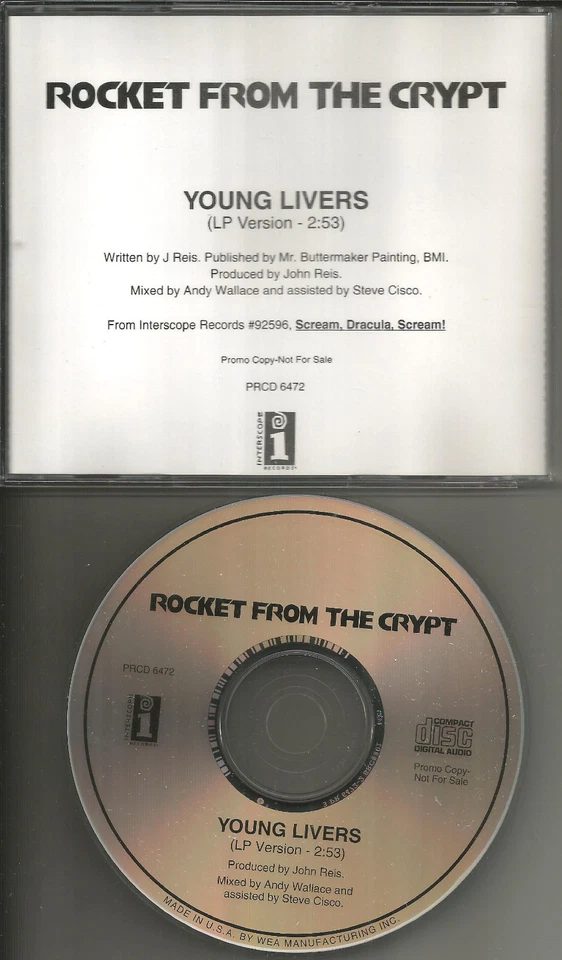 ROCKET FROM THE CRYPT
YOUNG LIVERS
(LP Version - 2:53)
Written by J Reis. Published by Mr. Buttermaker Painting, BMI.
Produced by John Reis.
Mixed by Andy Wallace and assisted by Steve Cisco.
From Interscope Records #92596, Scream, Dracula, Scream!
Promo Copy-Not For Sale
PRCD 6472
INTERSCOPE
i
RECORDS
ROCKET FROM THE CRYPT
PRCD 6472
INTERSCOPE
i
RECORDS
COMPACT
disc
DIGITAL AUDIO
Promo Copy-
Not For Sale
YOUNG LIVERS
(LP Version - 2:53)
Produced by John Reis.
Mixed by Andy Wallace and
assisted by Steve Cisco.
MADE IN U.S.A. BY WEA MANUFACTURING INC.